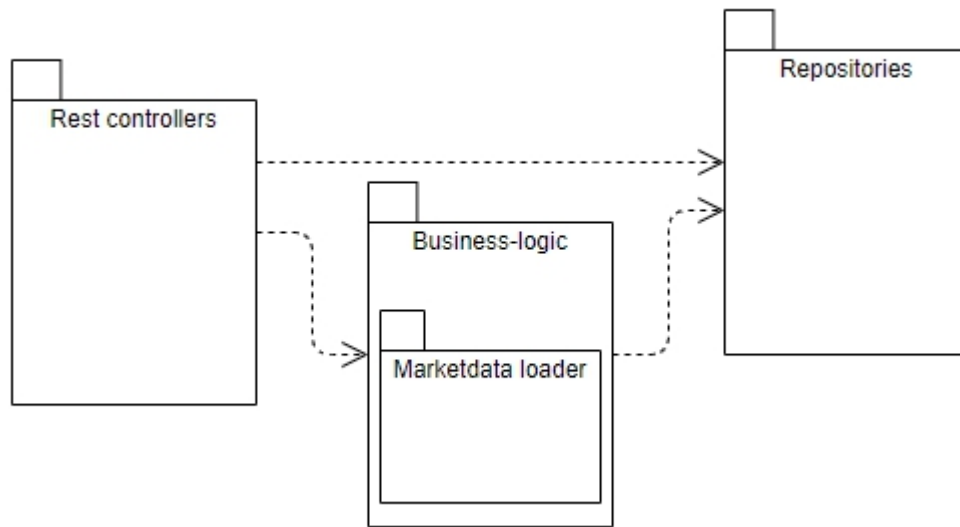 Rest controllers
Repositories
Business-logic
Marketdata loader